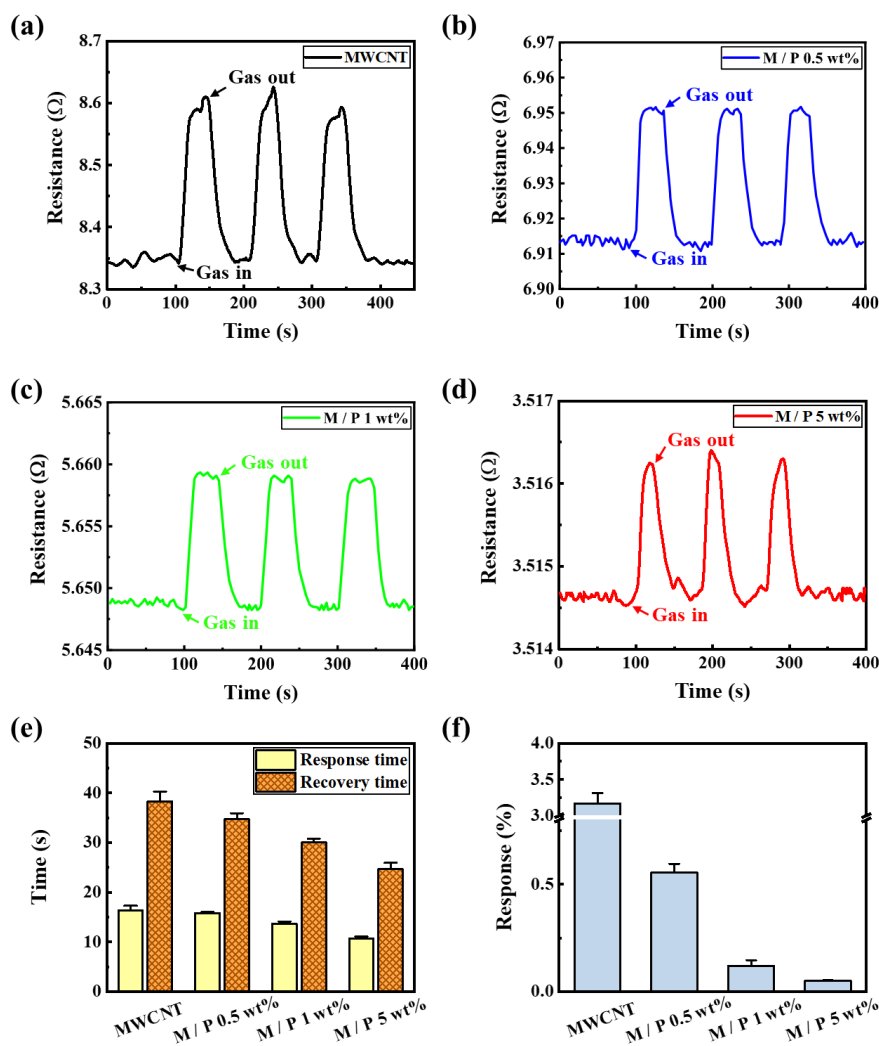 (a)
8.7
8.6
8.5
8.4
8.3
Resistance (Ω)
MWCNT
Gas out
Gas in
0 100 200 300 400
Time (s)
(b)
6.97
6.96
6.95
6.94
6.93
6.92
6.91
6.90
Resistance (Ω)
M / P 0.5 wt%
Gas out
Gas in
0 100 200 300 400
Time (s)
(c)
5.665
5.660
5.655
5.650
5.645
Resistance (Ω)
M / P 1 wt%
Gas out
Gas in
0 100 200 300 400
Time (s)
(d)
3.517
3.516
3.515
3.514
Resistance (Ω)
M / P 5 wt%
Gas out
Gas in
0 100 200 300 400
Time (s)
(e)
50
40
30
20
10
0
Time (s)
Response time
Recovery time
MWCNT M / P 0.5 wt% M / P 1 wt% M / P 5 wt%
(f)
4.0
3.5
3.0
0.5
0.0
Response (%)
MWCNT M / P 0.5 wt% M / P 1 wt% M / P 5 wt%